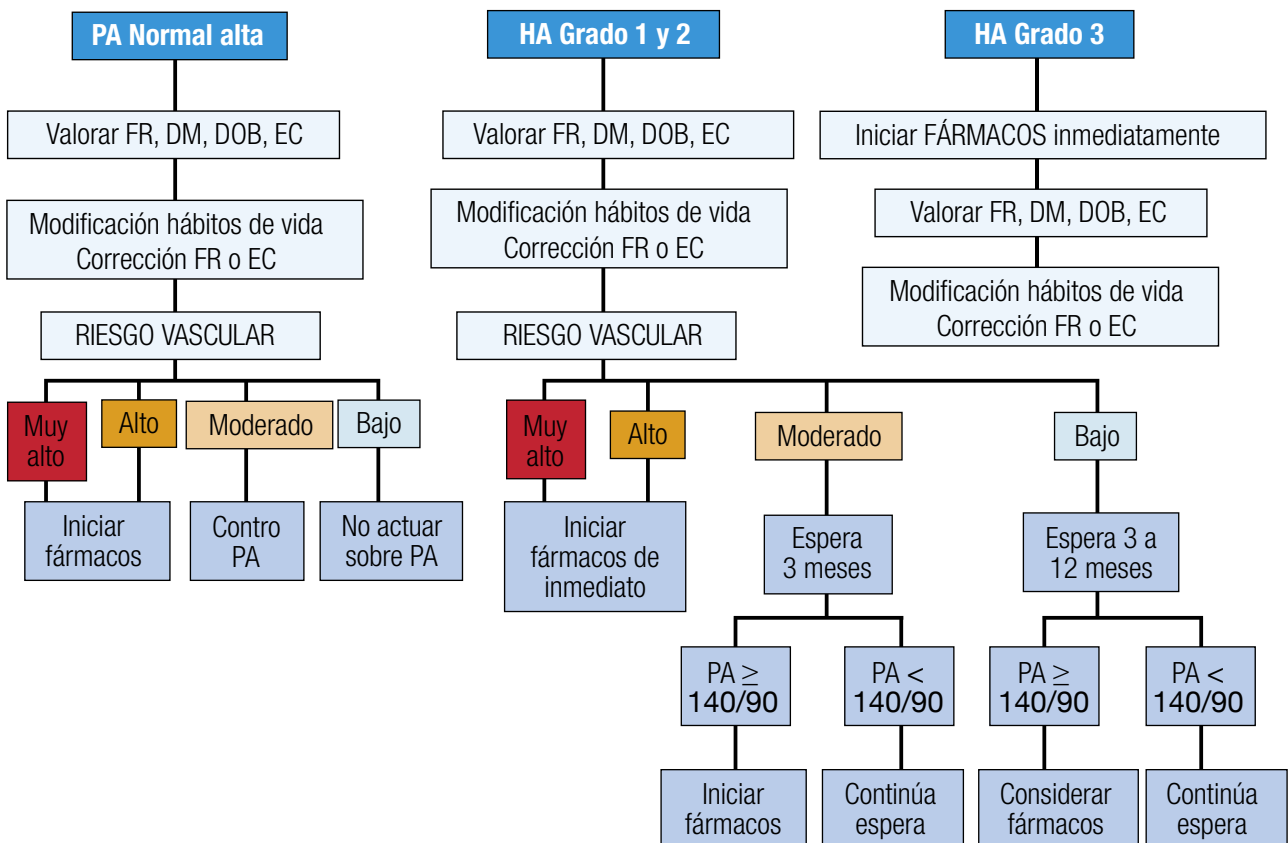 PA Normal alta
Valorar FR, DM, DOB, EC
Modificación hábitos de vida
Corrección FR o EC
RIESGO VASCULAR
Muy
alto
Alto
Moderado
Bajo
Iniciar
fármacos
Contro
PA
No actuar
sobre PA
HA Grado 1 y 2
Valorar FR, DM, DOB, EC
Modificación hábitos de vida
Corrección FR o EC
RIESGO VASCULAR
Muy
alto
Alto
Moderado
Bajo
Iniciar
fármacos de
inmediato
Espera
3 meses
Espera 3 a
12 meses
PA ≥
140/90
PA <
140/90
PA ≥
140/90
PA <
140/90
Iniciar
fármacos
Continúa
espera
Considerar
fármacos
Continúa
espera
HA Grado 3
Iniciar FÁRMACOS inmediatamente
Valorar FR, DM, DOB, EC
Modificación hábitos de vida
Corrección FR o EC